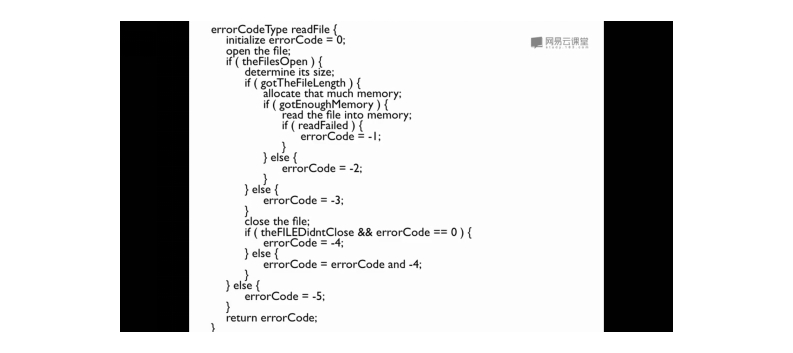 errorCodeType readFile {
initialize errorCode = 0;
网易云课堂
open the file;
if ( theFilesOpen ) {
determine its size;
if ( gotTheFileLength ) {
allocate that much memory;
if ( gotEnoughMemory ) {
read the file into memory;
if ( readFailed ) {
errorCode = -1;
}
} else {
errorCode = -2;
}
} else {
errorCode = -3;
}
close the file;
if ( theFILEDidntClose && errorCode == 0 ) {
errorCode = -4;
} else {
errorCode = errorCode and -4;
}
} else {
errorCode = -5;
}
return errorCode;
}